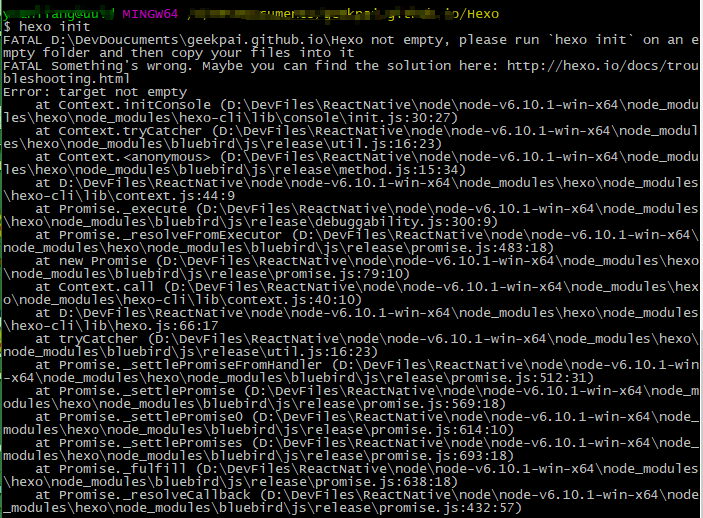 MINGW64
.io/Hexo
$ hexo init
FATAL D:\DevDoucuments\geekpai.github.io\Hexo not empty, please run `hexo init` on an e
mpty folder and then copy your files into it
FATAL Something's wrong. Maybe you can find the solution here: http://hexo.io/docs/trou
bleshooting.html
Error: target not empty
    at Context.initConsole (D:\DevFiles\ReactNative\node\node-v6.10.1-win-x64\node_modu
les\hexo\node_modules\hexo-cli\lib\console\init.js:30:27)
    at Context.tryCatcher (D:\DevFiles\ReactNative\node\node-v6.10.1-win-x64\node_modul
es\hexo\node_modules\bluebird\js\release\util.js:16:23)
    at Context.<anonymous> (D:\DevFiles\ReactNative\node\node-v6.10.1-win-x64\node_modu
les\hexo\node_modules\bluebird\js\release\method.js:15:34)
    at D:\DevFiles\ReactNative\node\node-v6.10.1-win-x64\node_modules\hexo\node_modules
\hexo-cli\lib\context.js:44:9
    at Promise._execute (D:\DevFiles\ReactNative\node\node-v6.10.1-win-x64\node_modules
\hexo\node_modules\bluebird\js\release\debuggability.js:300:9)
    at Promise._resolveFromExecutor (D:\DevFiles\ReactNative\node\node-v6.10.1-win-x64\
node_modules\hexo\node_modules\bluebird\js\release\promise.js:483:18)
    at new Promise (D:\DevFiles\ReactNative\node\node-v6.10.1-win-x64\node_modules\hexo
\node_modules\bluebird\js\release\promise.js:79:10)
    at Context.call (D:\DevFiles\ReactNative\node\node-v6.10.1-win-x64\node_modules\hex
o\node_modules\hexo-cli\lib\context.js:40:10)
    at D:\DevFiles\ReactNative\node\node-v6.10.1-win-x64\node_modules\hexo\node_modules
\hexo-cli\lib\hexo.js:66:17
    at tryCatcher (D:\DevFiles\ReactNative\node\node-v6.10.1-win-x64\node_modules\hexo\
node_modules\bluebird\js\release\util.js:16:23)
    at Promise._settlePromiseFromHandler (D:\DevFiles\ReactNative\node\node-v6.10.1-win
-x64\node_modules\hexo\node_modules\bluebird\js\release\promise.js:512:31)
    at Promise._settlePromise (D:\DevFiles\ReactNative\node\node-v6.10.1-win-x64\node_m
odules\hexo\node_modules\bluebird\js\release\promise.js:569:18)
    at Promise._settlePromise0 (D:\DevFiles\ReactNative\node\node-v6.10.1-win-x64\node_
modules\hexo\node_modules\bluebird\js\release\promise.js:614:10)
    at Promise._settlePromises (D:\DevFiles\ReactNative\node\node-v6.10.1-win-x64\node_
modules\hexo\node_modules\bluebird\js\release\promise.js:693:18)
    at Promise._fulfill (D:\DevFiles\ReactNative\node\node-v6.10.1-win-x64\node_modules
\hexo\node_modules\bluebird\js\release\promise.js:638:18)
    at Promise._resolveCallback (D:\DevFiles\ReactNative\node\node-v6.10.1-win-x64\node
_modules\hexo\node_modules\bluebird\js\release\promise.js:432:57)